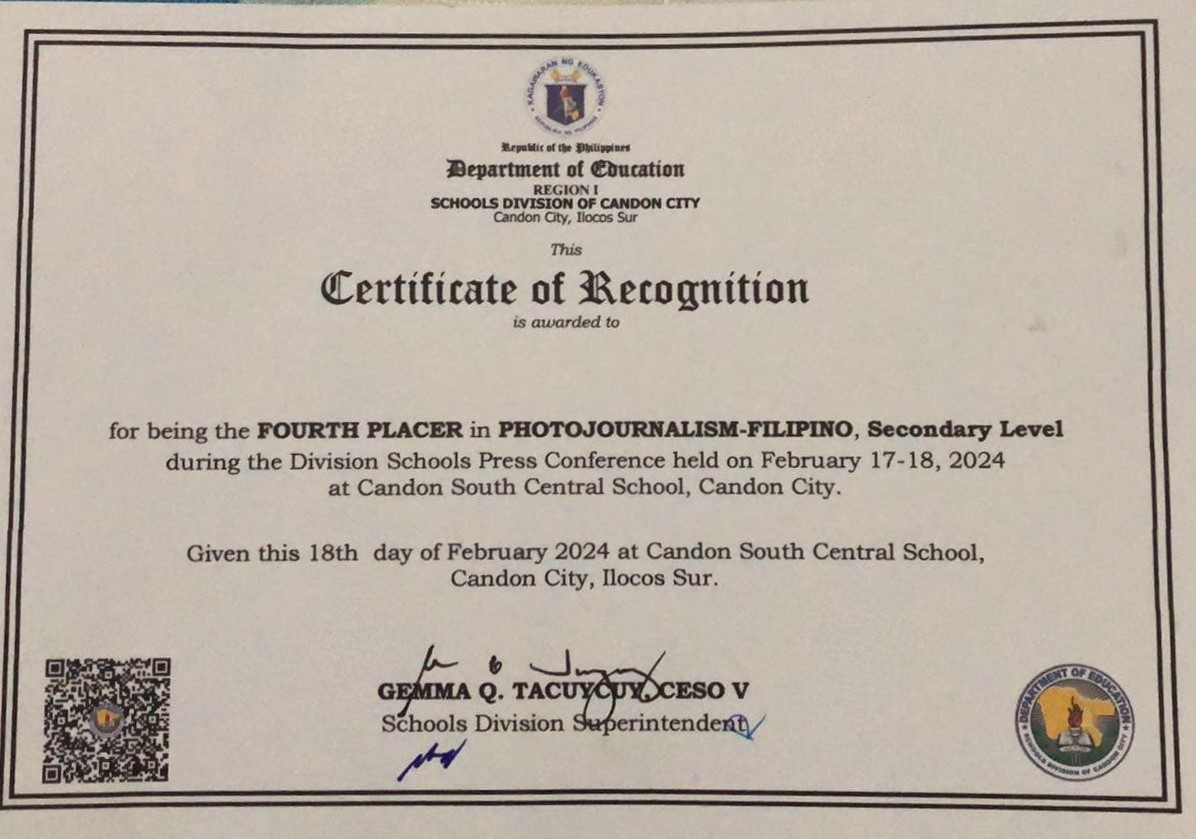 KAGAWARAN NG EDUKASYON
REPUBLIKA NG PILIPINAS
Republic of the Philippines
Department of Education
REGION I
SCHOOLS DIVISION OF CANDON CITY
Candon City, Ilocos Sur
This
Certificate of Recognition
is awarded to
for being the FOURTH PLACER in PHOTOJOURNALISM-FILIPINO, Secondary Level
during the Division Schools Press Conference held on February 17-18, 2024
at Candon South Central School, Candon City.
Given this 18th day of February 2024 at Candon South Central School,
Candon City, Ilocos Sur.
GEMMA Q. TACUYCUY, CESO V
Schools Division Superintendent
DEPARTMENT OF EDUCATION
SCHOOLS DIVISION OF CANDON CITY